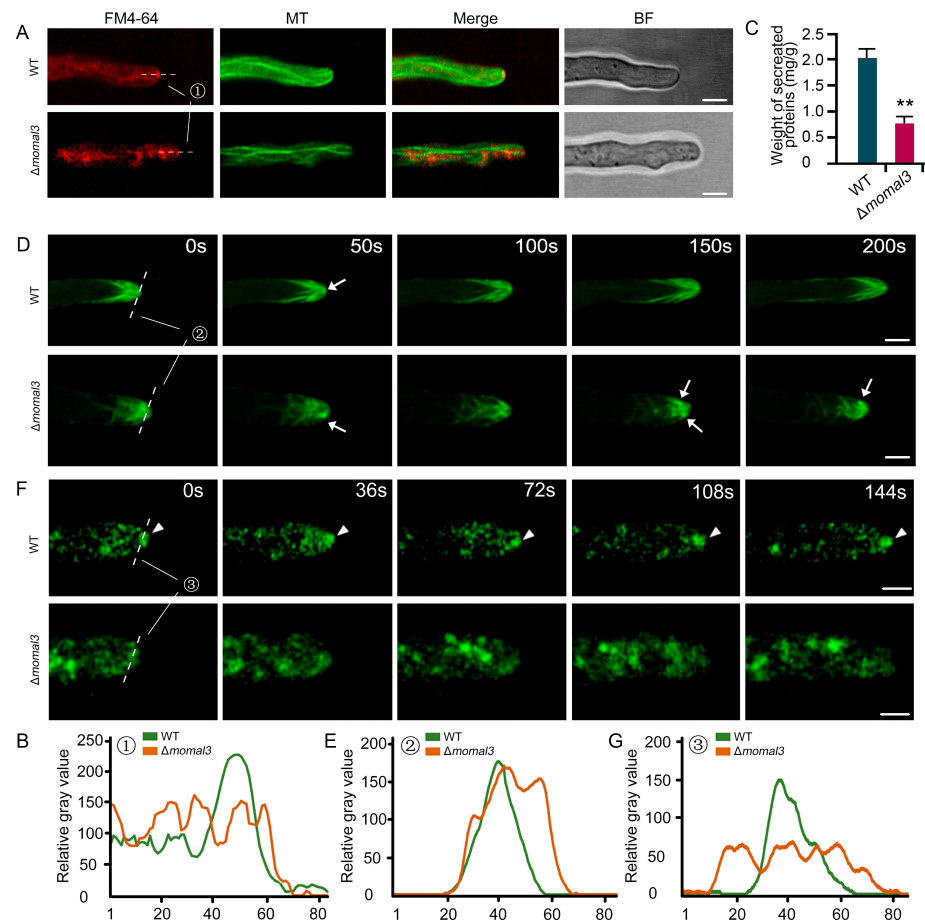 A
FM4-64
MT
Merge
BF
WT
①
Δmomal3
C
Weight of secreated
proteins (mg/g)
2.5
2.0
1.5
1.0
0.5
0
**
WT
Δmomal3
D
0s
50s
100s
150s
200s
WT
②
Δmomal3
F
0s
36s
72s
108s
144s
WT
③
Δmomal3
B
①
WT
Δmomal3
Relative gray value
250
200
150
100
50
0
1
20
40
60
80
E
②
WT
Δmomal3
Relative gray value
200
150
100
50
0
1
20
40
60
80
G
③
WT
Δmomal3
Relative gray value
200
150
100
50
0
1
20
40
60
80